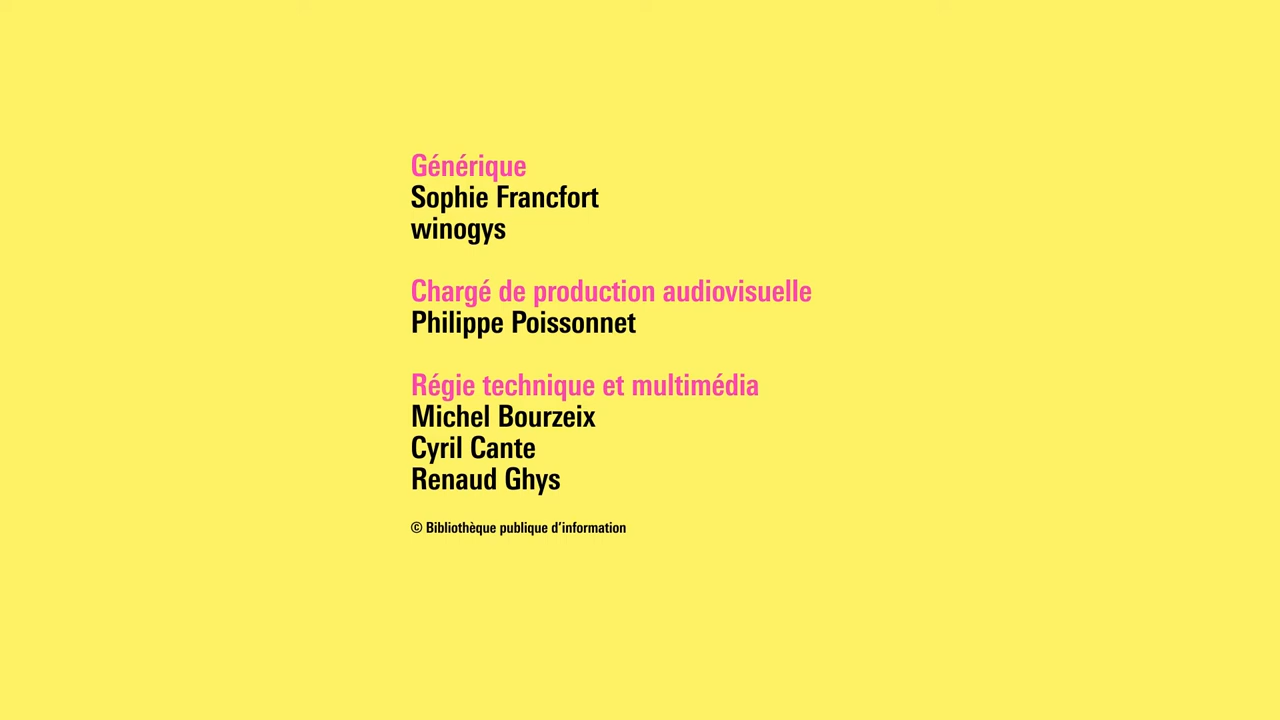 Générique
Sophie Francfort
winogys
Chargé de production audiovisuelle
Philippe Poissonnet
Régie technique et multimédia
Michel Bourzeix
Cyril Cante
Renaud Ghys
© Bibliothèque publique d’information